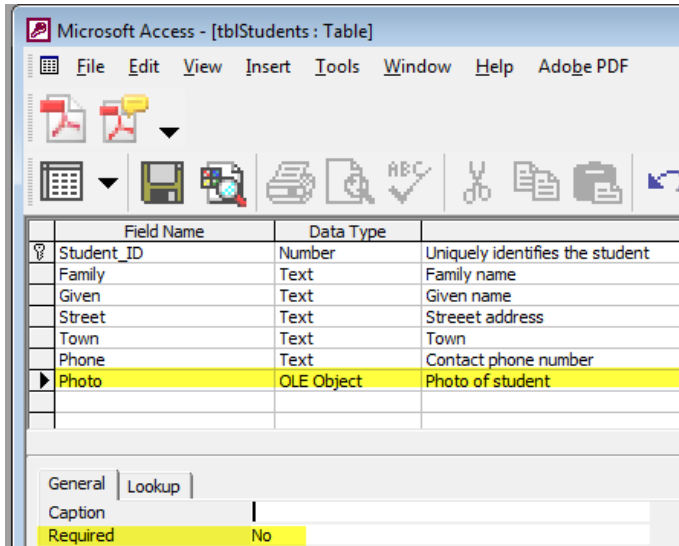 Microsoft Access - [tblStudents : Table]
File Edit View Insert Tools Window Help Adobe PDF
ABC
Field Name Data Type
Student_ID Number Uniquely identifies the student
Family Text Family name
Given Text Given name
Street Text Streeet address
Town Text Town
Phone Text Contact phone number
Photo OLE Object Photo of student
General Lookup
Caption
Required No